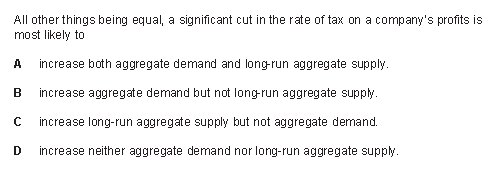 All other things being equal, a significant cut in the rate of tax on a company's profits is
most likely to
A increase both aggregate demand and long-run aggregate supply.
B increase aggregate demand but not long-run aggregate supply.
C increase long-run aggregate supply but not aggregate demand.
D increase neither aggregate demand nor long-run aggregate supply.